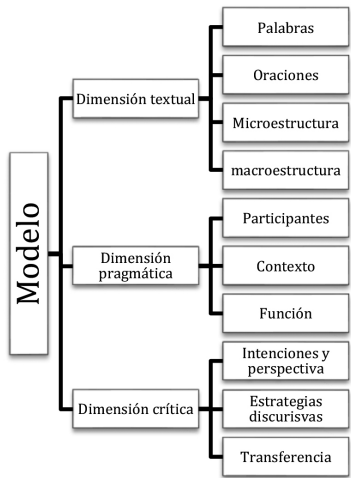 Modelo
Dimensión textual
Palabras
Oraciones
Microestructura
macroestructura
Dimensión
pragmática
Participantes
Contexto
Función
Dimensión crítica
Intenciones y
perspectiva
Estrategias
discurisvas
Transferencia